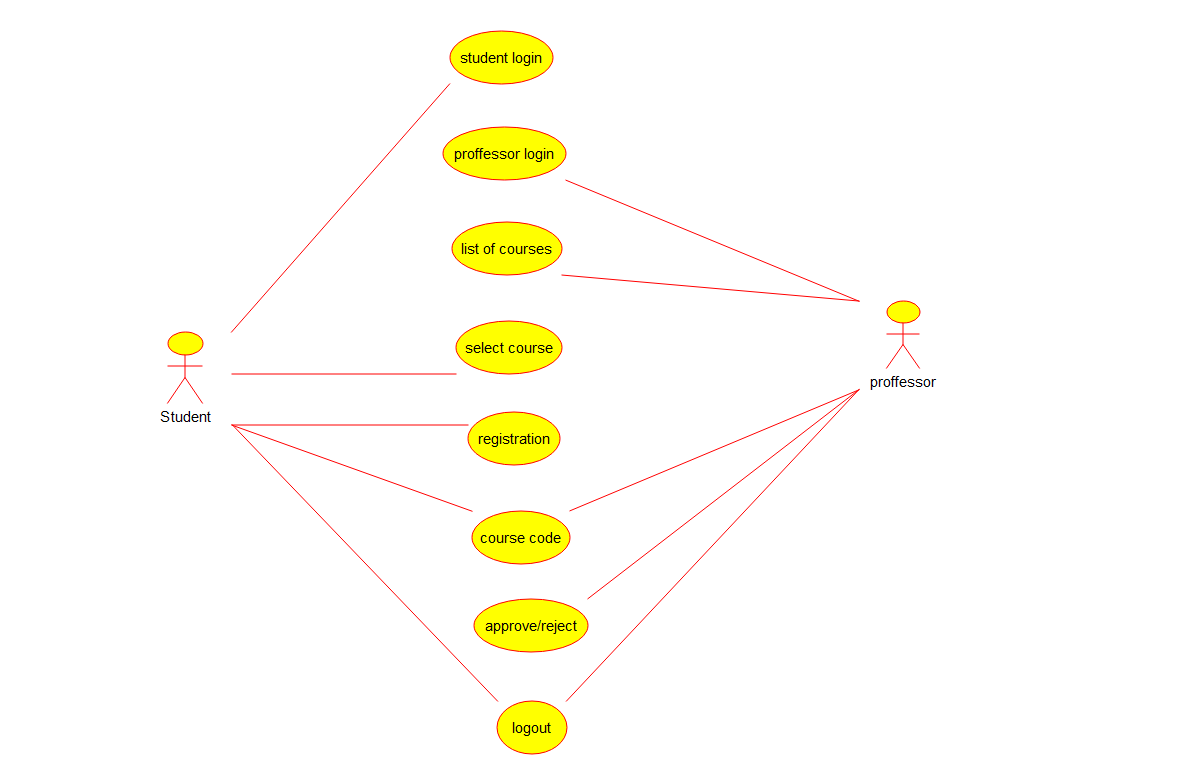 student login
proffessor login
list of courses
select course
Student
proffessor
registration
course code
approve/reject
logout